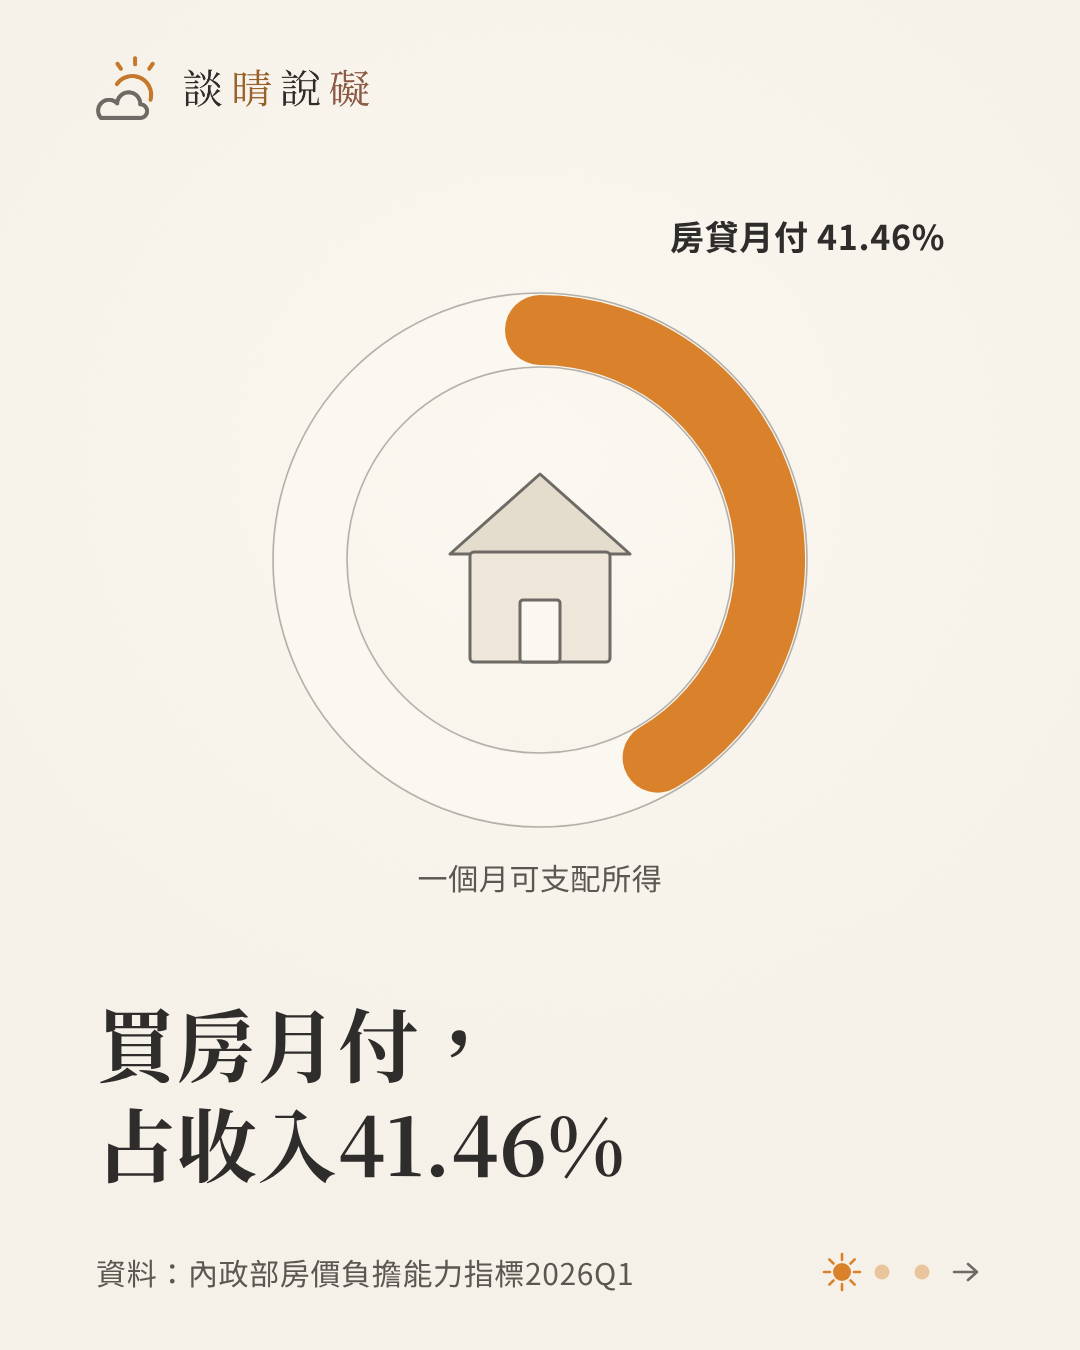 談晴說礙
房貸月付 41.46%
一個月可支配所得
買房月付，
占收入41.46%
資料：內政部房價負擔能力指標2026Q1